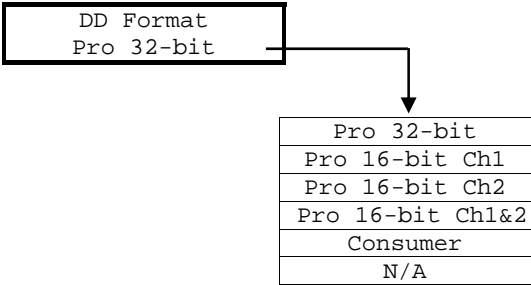 DD Format
Pro 32-bit
Pro 32-bit
Pro 16-bit Ch1
Pro 16-bit Ch2
Pro 16-bit Ch1&2
Consumer
N/A